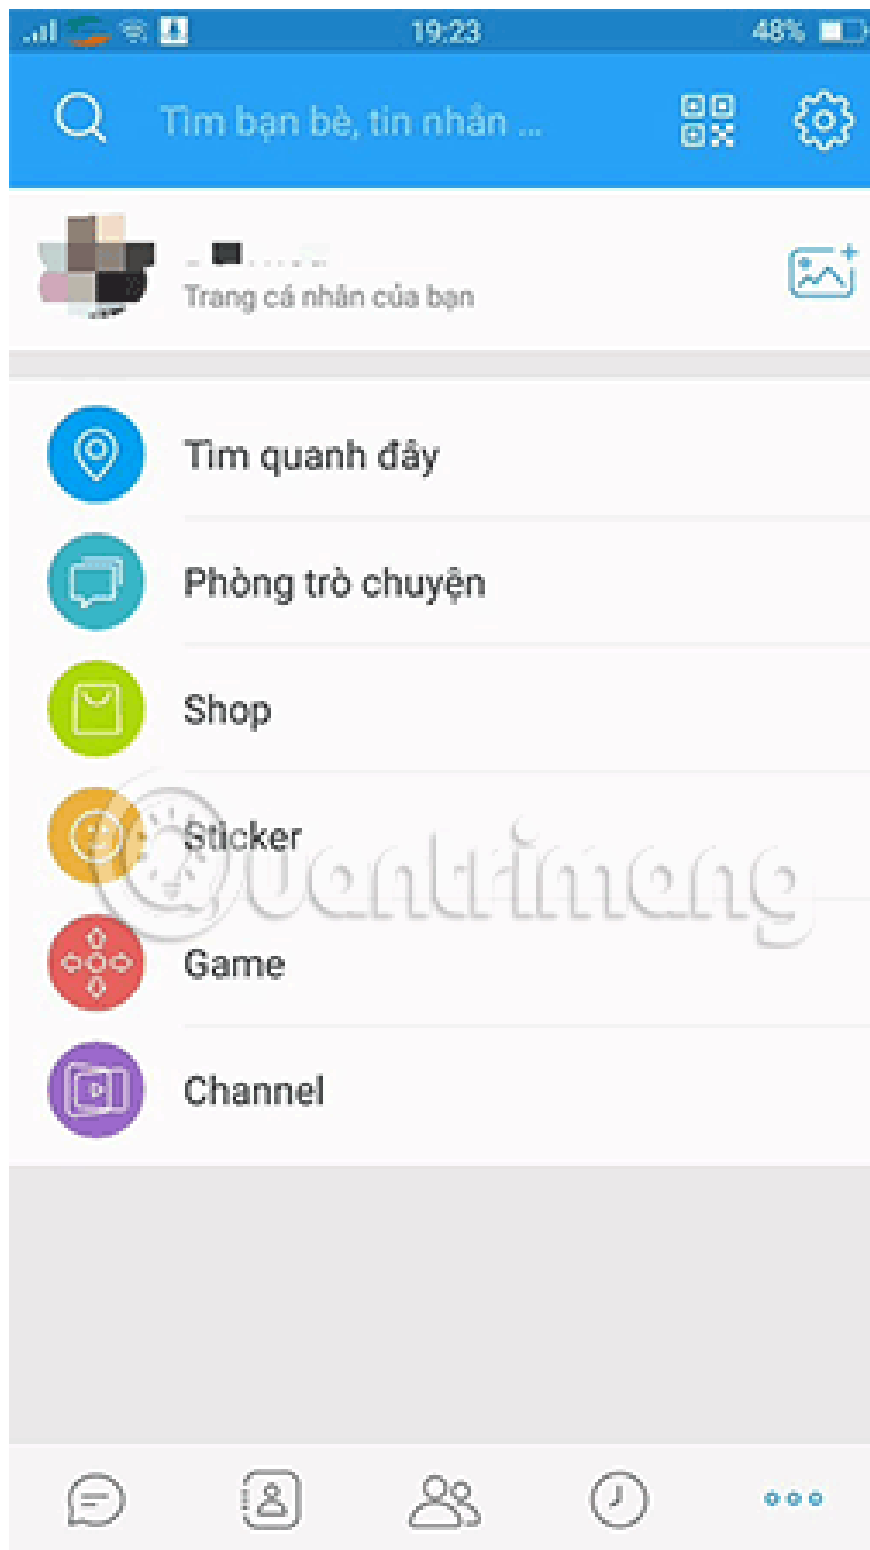 19:23
48%
Tìm bạn bè, tin nhắn ...
Trang cá nhân của bạn
Tìm quanh đây
Phòng trò chuyện
Shop
Sticker
Quantrimang
Game
Channel